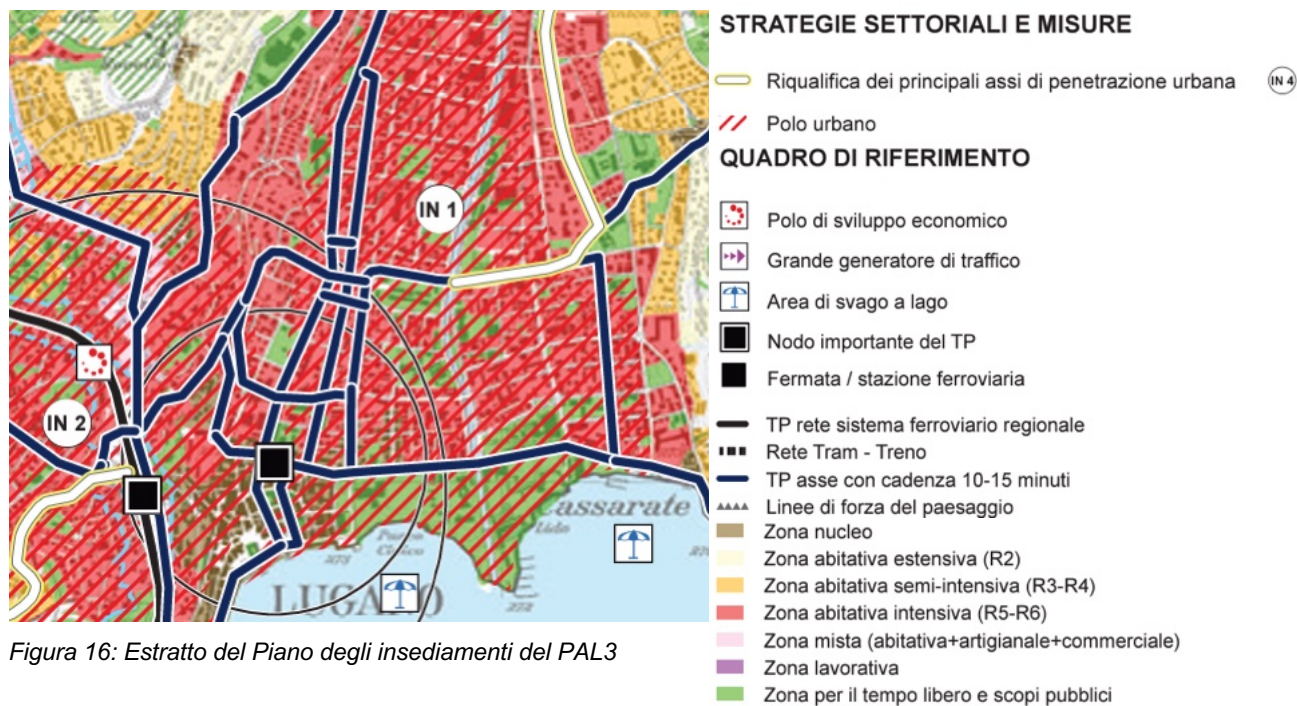 IN 1
IN 2
Cassarate
Lido
Parco
Civico
273
272
LUGANO
Figura 16: Estratto del Piano degli insediamenti del PAL3
STRATEGIE SETTORIALI E MISURE
Riqualifica dei principali assi di penetrazione urbana IN 4
Polo urbano
QUADRO DI RIFERIMENTO
Polo di sviluppo economico
Grande generatore di traffico
Area di svago a lago
Nodo importante del TP
Fermata / stazione ferroviaria
TP rete sistema ferroviario regionale
Rete Tram - Treno
TP asse con cadenza 10-15 minuti
Linee di forza del paesaggio
Zona nucleo
Zona abitativa estensiva (R2)
Zona abitativa semi-intensiva (R3-R4)
Zona abitativa intensiva (R5-R6)
Zona mista (abitativa+artigianale+commerciale)
Zona lavorativa
Zona per il tempo libero e scopi pubblici